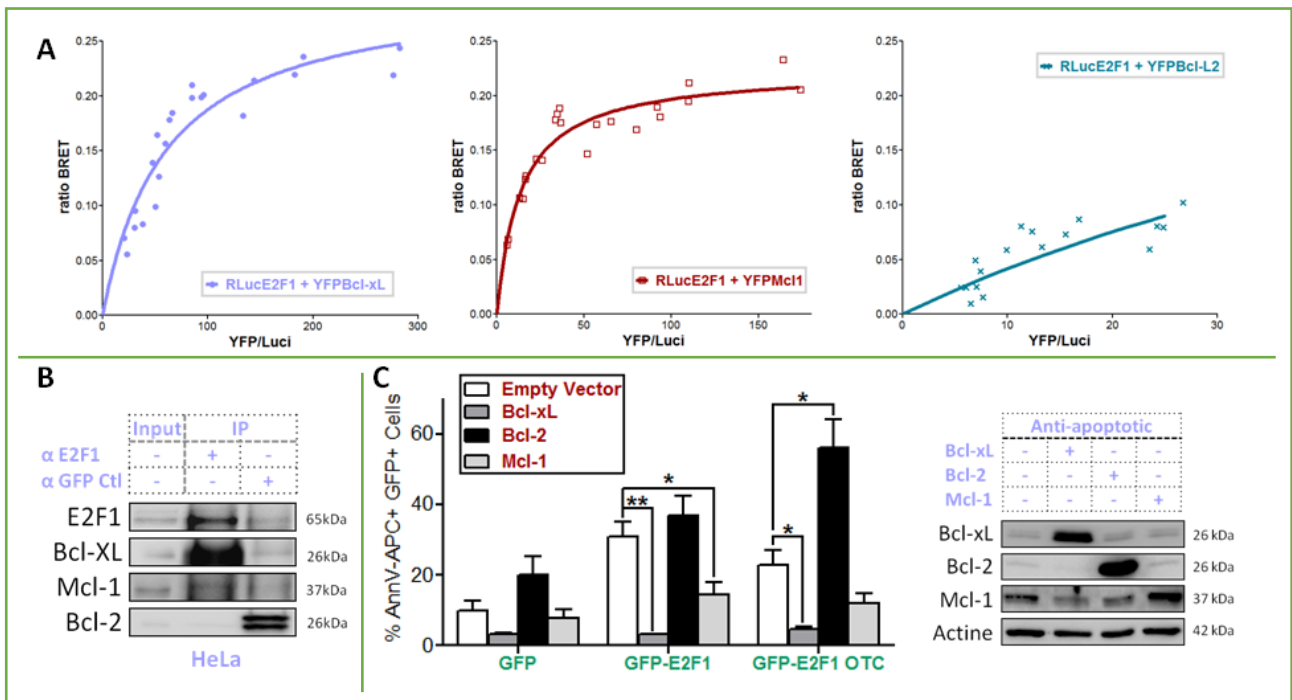 A
ratio BRET
0.25
0.20
0.15
0.10
0.05
0.00
0
100
200
300
YFP/Luci
RLucE2F1 + YFPBcl-xL
ratio BRET
0.25
0.20
0.15
0.10
0.05
0.00
0
50
100
150
YFP/Luci
RLucE2F1 + YFPMcl1
ratio BRET
0.25
0.20
0.15
0.10
0.05
0.00
0
10
20
30
YFP/Luci
RLucE2F1 + YFPBcl-L2
B
Input IP
α E2F1 - + -
α GFP Ctl - - +
E2F1 65kDa
Bcl-XL 26kDa
Mcl-1 37kDa
Bcl-2 26kDa
HeLa
C
% AnnV-APC+ GFP+ Cells
60
40
20
0
Empty Vector
Bcl-xL
Bcl-2
Mcl-1
**
*
*
*
GFP
GFP-E2F1
GFP-E2F1 OTC
Anti-apoptotic
Bcl-xL - + - -
Bcl-2 - - + -
Mcl-1 - - - +
Bcl-xL 26 kDa
Bcl-2 26 kDa
Mcl-1 37 kDa
Actine 42 kDa